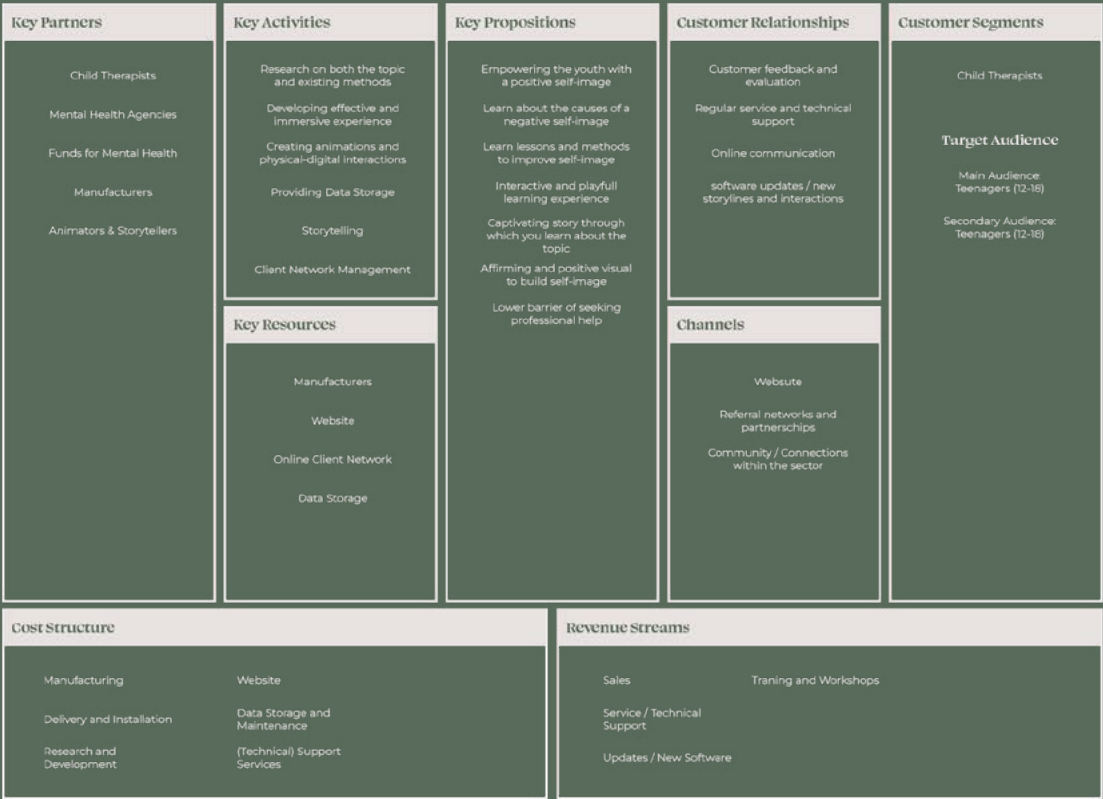 Key Partners
Child Therapists
Mental Health Agencies
Funds for Mental Health
Manufacturers
Animators & Storytellers
Key Activities
Research on both the topic
and existing methods
Developing effective and
immersive experience
Creating animations and
physical-digital interactions
Providing Data Storage
Storytelling
Client Network Management
Key Resources
Manufacturers
Website
Online Client Network
Data Storage
Key Propositions
Empowering the youth with
a positive self-image
Learn about the causes of a
negative self-image
Learn lessons and methods
to improve self-image
Interactive and playfull
learning experience
Captivating story through
which you learn about the
topic
Affirming and positive visual
to build self-image
Lower barrier of seeking
professional help
Customer Relationships
Customer feedback and
evaluation
Regular service and technical
support
Online communication
software updates / new
storylines and interactions
Channels
Websute
Referral networks and
partnerschips
Community / Connections
within the sector
Customer Segments
Child Therapists
Target Audience
Main Audience:
Teenagers (12-18)
Secondary Audience:
Teenagers (12-18)
Cost Structure
Manufacturing
Delivery and Installation
Research and
Development
Website
Data Storage and
Maintenance
(Technical) Support
Services
Revenue Streams
Sales
Service / Technical
Support
Updates / New Software
Traning and Workshops